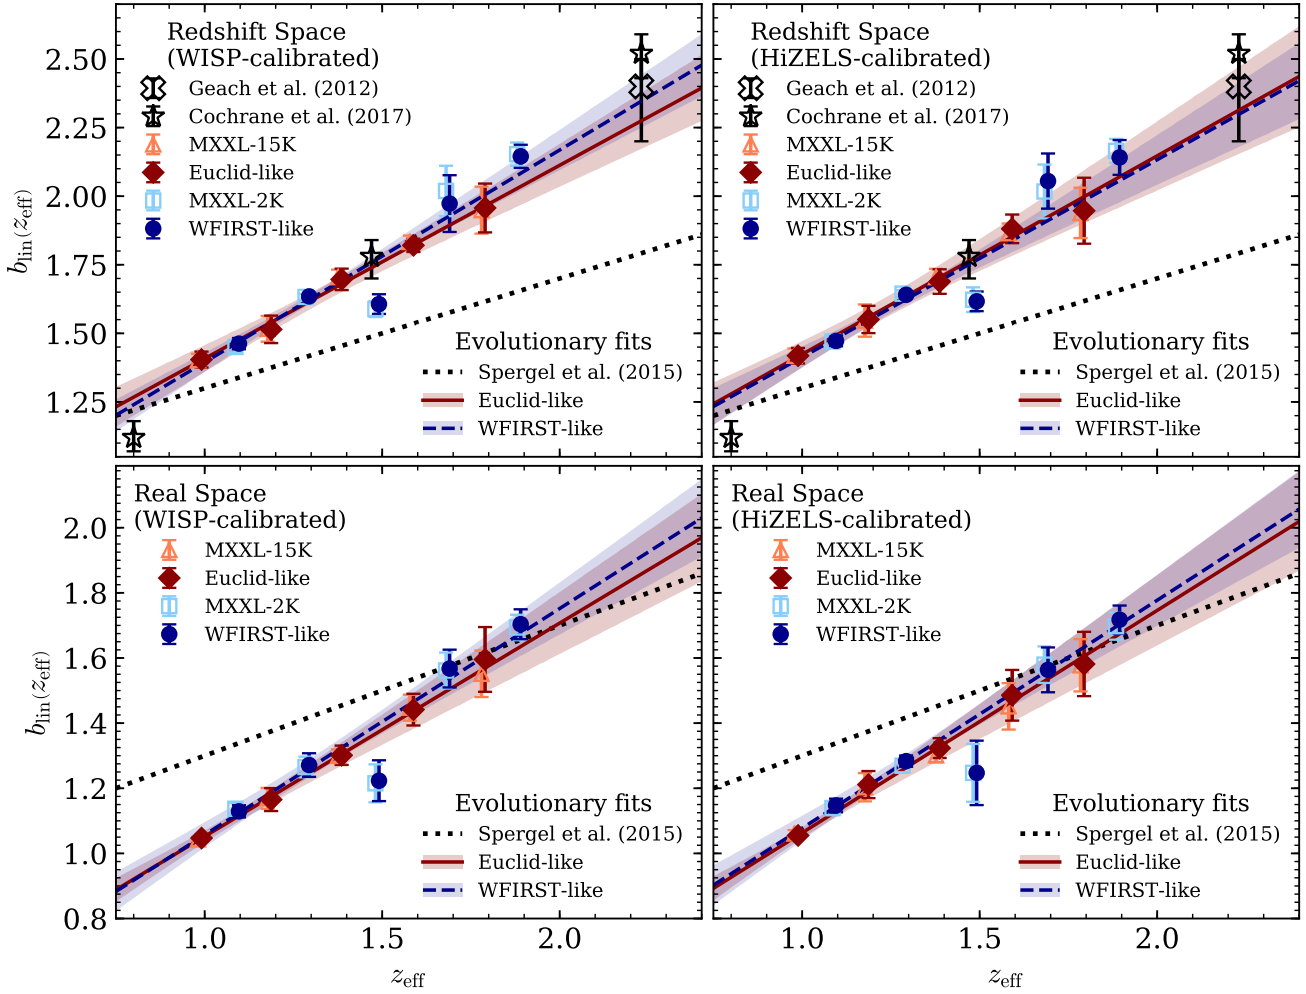 Redshift Space
(WISP-calibrated)
Geach et al. (2012)
Cochrane et al. (2017)
MXXL-15K
Euclid-like
MXXL-2K
WFIRST-like
Evolutionary fits
Spergel et al. (2015)
Euclid-like
WFIRST-like
2.50
2.25
2.00
1.75
1.50
1.25
b_lin(z_eff)
Redshift Space
(HiZELS-calibrated)
Geach et al. (2012)
Cochrane et al. (2017)
MXXL-15K
Euclid-like
MXXL-2K
WFIRST-like
Evolutionary fits
Spergel et al. (2015)
Euclid-like
WFIRST-like
Real Space
(WISP-calibrated)
MXXL-15K
Euclid-like
MXXL-2K
WFIRST-like
Evolutionary fits
Spergel et al. (2015)
Euclid-like
WFIRST-like
2.0
1.8
1.6
1.4
1.2
1.0
0.8
b_lin(z_eff)
1.0 1.5 2.0
z_eff
Real Space
(HiZELS-calibrated)
MXXL-15K
Euclid-like
MXXL-2K
WFIRST-like
Evolutionary fits
Spergel et al. (2015)
Euclid-like
WFIRST-like
1.0 1.5 2.0
z_eff